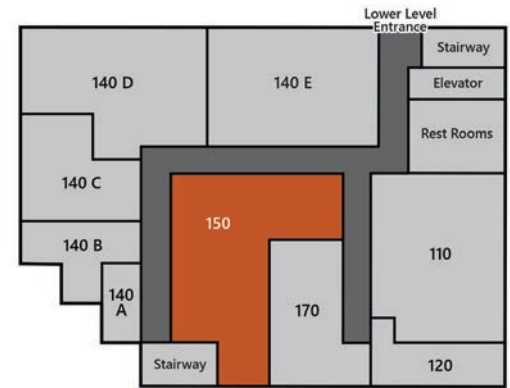 Lower Level
Entrance
Stairway
140 D
140 E
Elevator
Rest Rooms
140 C
150
140 B
110
140
A
170
Stairway
120